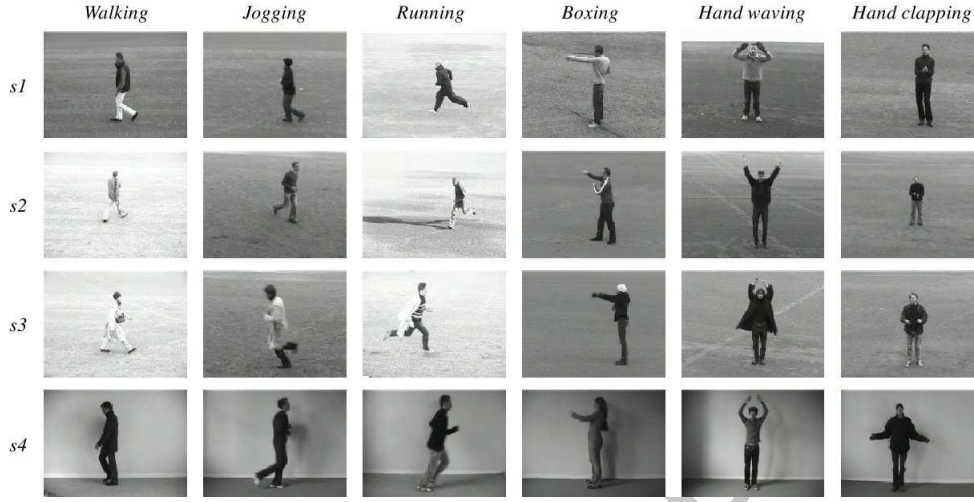 Walking Jogging Running Boxing Hand waving Hand clapping
s1
s2
s3
s4